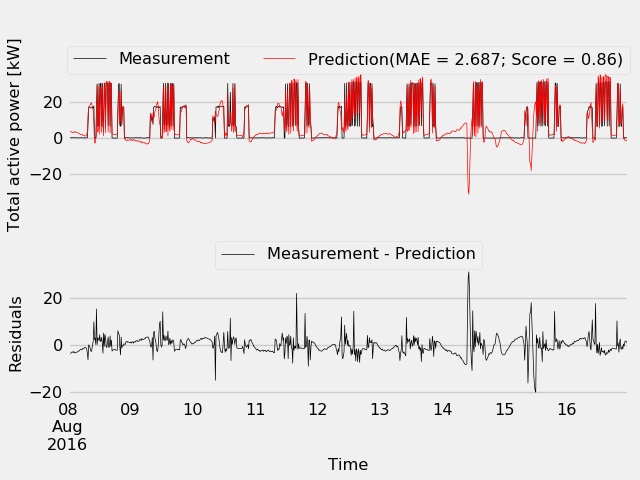 Measurement
Prediction(MAE = 2.687; Score = 0.86)
Total active power [kW]
20
0
−20
Measurement - Prediction
Residuals
20
0
−20
08 09 10 11 12 13 14 15 16
Aug
2016
Time